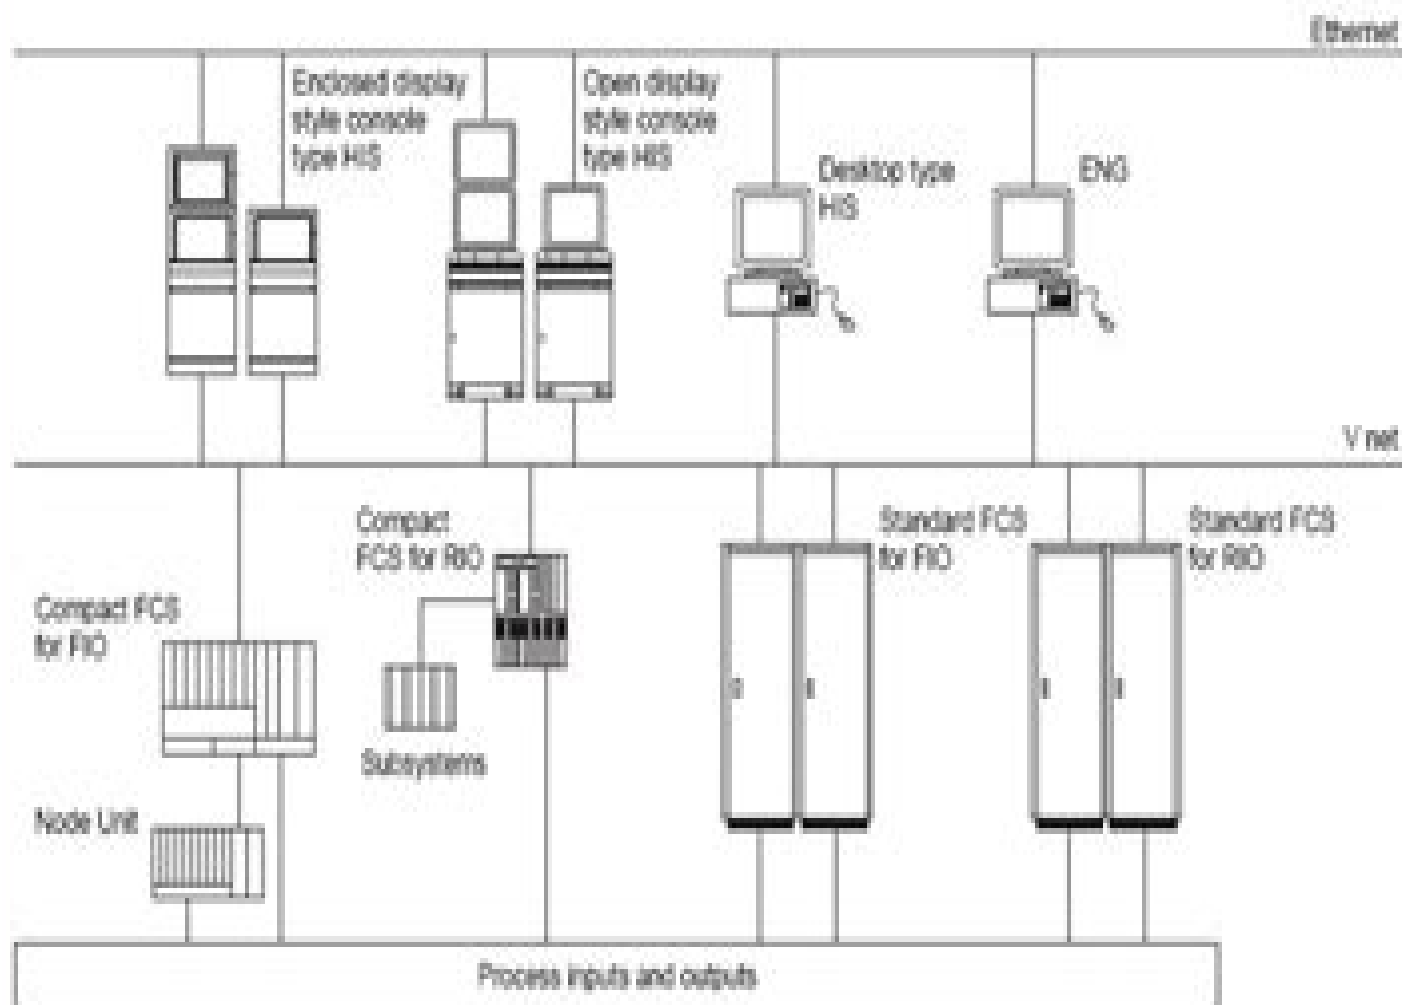 Ethernet
Enclosed display
style console
type HIS
Open display
style console
type HIS
Desktop type
HIS
ENG
V net
Compact
FCS for RIO
Standard FCS
for FIO
Standard FCS
for RIO
Compact FCS
for FIO
Subsystems
Node Unit
Process inputs and outputs